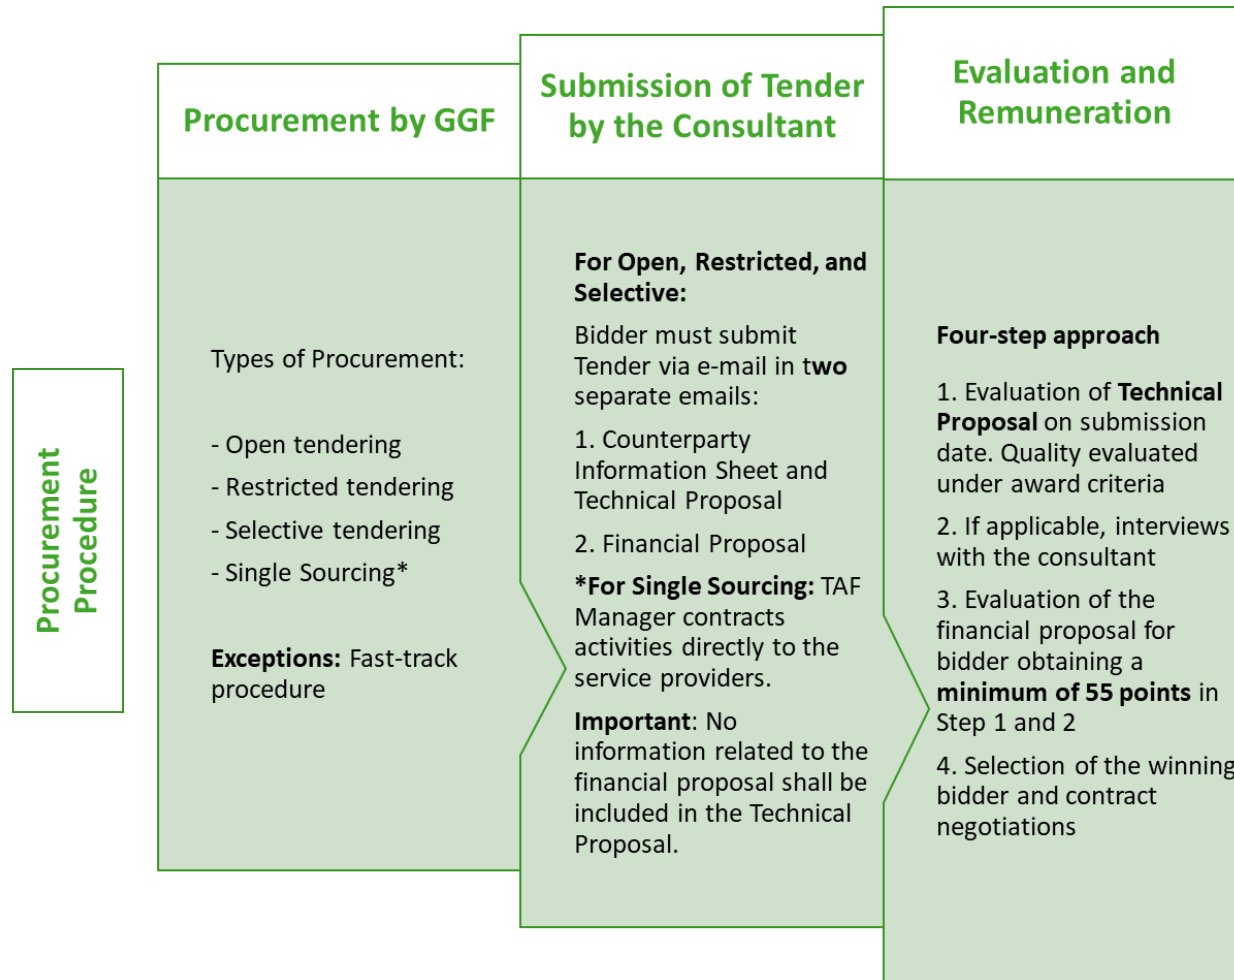 Procurement
Procedure
Procurement by GGF
Types of Procurement:
- Open tendering
- Restricted tendering
- Selective tendering
- Single Sourcing*
Exceptions: Fast-track
procedure
Submission of Tender
by the Consultant
For Open, Restricted, and
Selective:
Bidder must submit
Tender via e-mail in two
separate emails:
1. Counterparty
Information Sheet and
Technical Proposal
2. Financial Proposal
*For Single Sourcing: TAF
Manager contracts
activities directly to the
service providers.
Important: No
information related to the
financial proposal shall be
included in the Technical
Proposal.
Evaluation and
Remuneration
Four-step approach
1. Evaluation of Technical
Proposal on submission
date. Quality evaluated
under award criteria
2. If applicable, interviews
with the consultant
3. Evaluation of the
financial proposal for
bidder obtaining a
minimum of 55 points in
Step 1 and 2
4. Selection of the winning
bidder and contract
negotiations